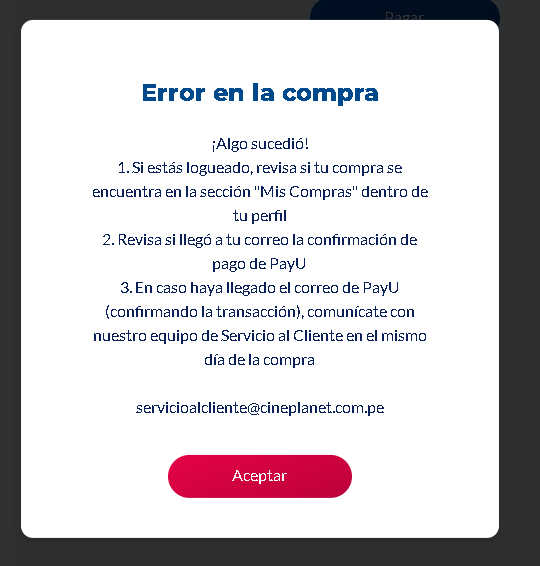 Pagar
Error en la compra
¡Algo sucedió!
1. Si estás logueado, revisa si tu compra se
encuentra en la sección "Mis Compras" dentro de
tu perfil
2. Revisa si llegó a tu correo la confirmación de
pago de PayU
3. En caso haya llegado el correo de PayU
(confirmando la transacción), comunícate con
nuestro equipo de Servicio al Cliente en el mismo
día de la compra
servicioalcliente@cineplanet.com.pe
Aceptar